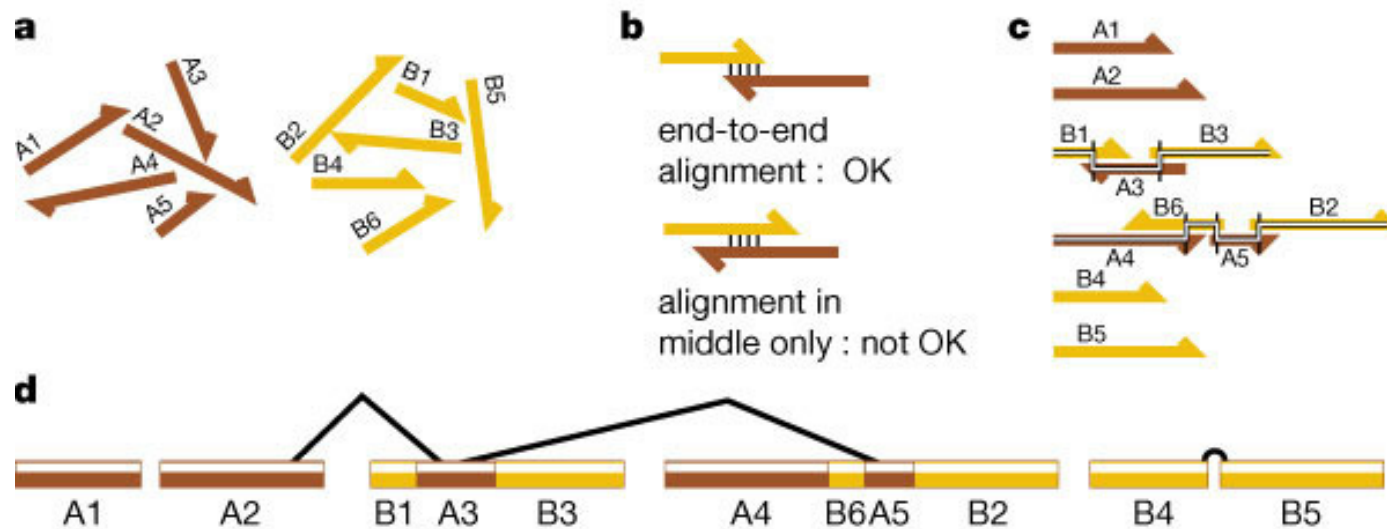 a
A1
A2
A3
A4
A5
B1
B2
B3
B4
B5
B6
b
end-to-end
alignment : OK
alignment in
middle only : not OK
c
A1
A2
B1
B3
A3
B6
B2
A4
A5
B4
B5
d
A1
A2
B1
A3
B3
A4
B6
A5
B2
B4
B5